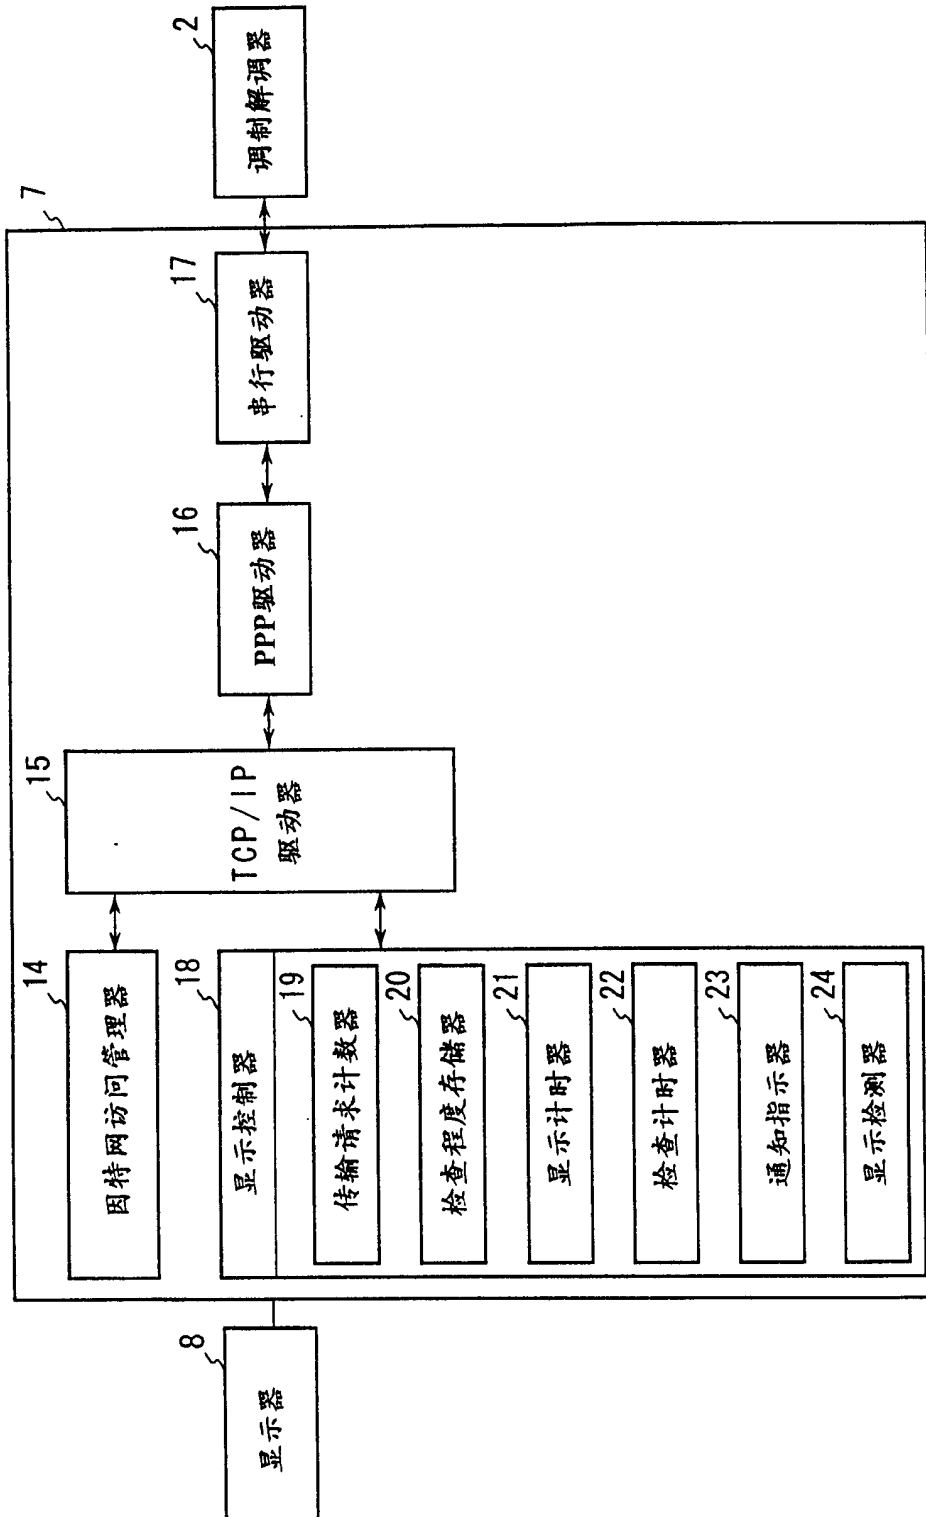 8
显示器
7
14
因特网访问管理器
18
显示控制器
19
传输请求计数器
20
检查程度存储器
21
显示计时器
22
检查计时器
23
通知指示器
24
显示检测器
15
TCP/IP
驱动器
16
PPP驱动器
17
串行驱动器
2
调制解调器